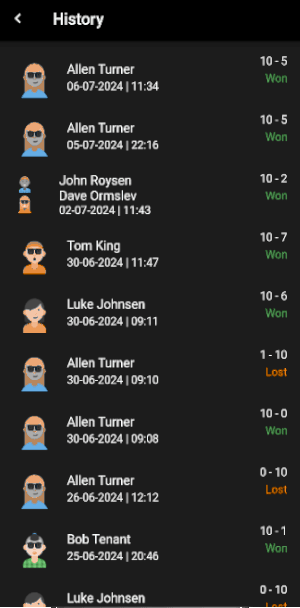 History
Allen Turner
06-07-2024 | 11:34
10 - 5
Won
Allen Turner
05-07-2024 | 22:16
10 - 5
Won
John Roysen
Dave Ormslev
02-07-2024 | 11:43
10 - 2
Won
Tom King
30-06-2024 | 11:47
10 - 7
Won
Luke Johnsen
30-06-2024 | 09:11
10 - 6
Won
Allen Turner
30-06-2024 | 09:10
1 - 10
Lost
Allen Turner
30-06-2024 | 09:08
10 - 0
Won
Allen Turner
26-06-2024 | 12:12
0 - 10
Lost
Bob Tenant
25-06-2024 | 20:46
10 - 1
Won
Luke Johnsen
0 - 10
Lost